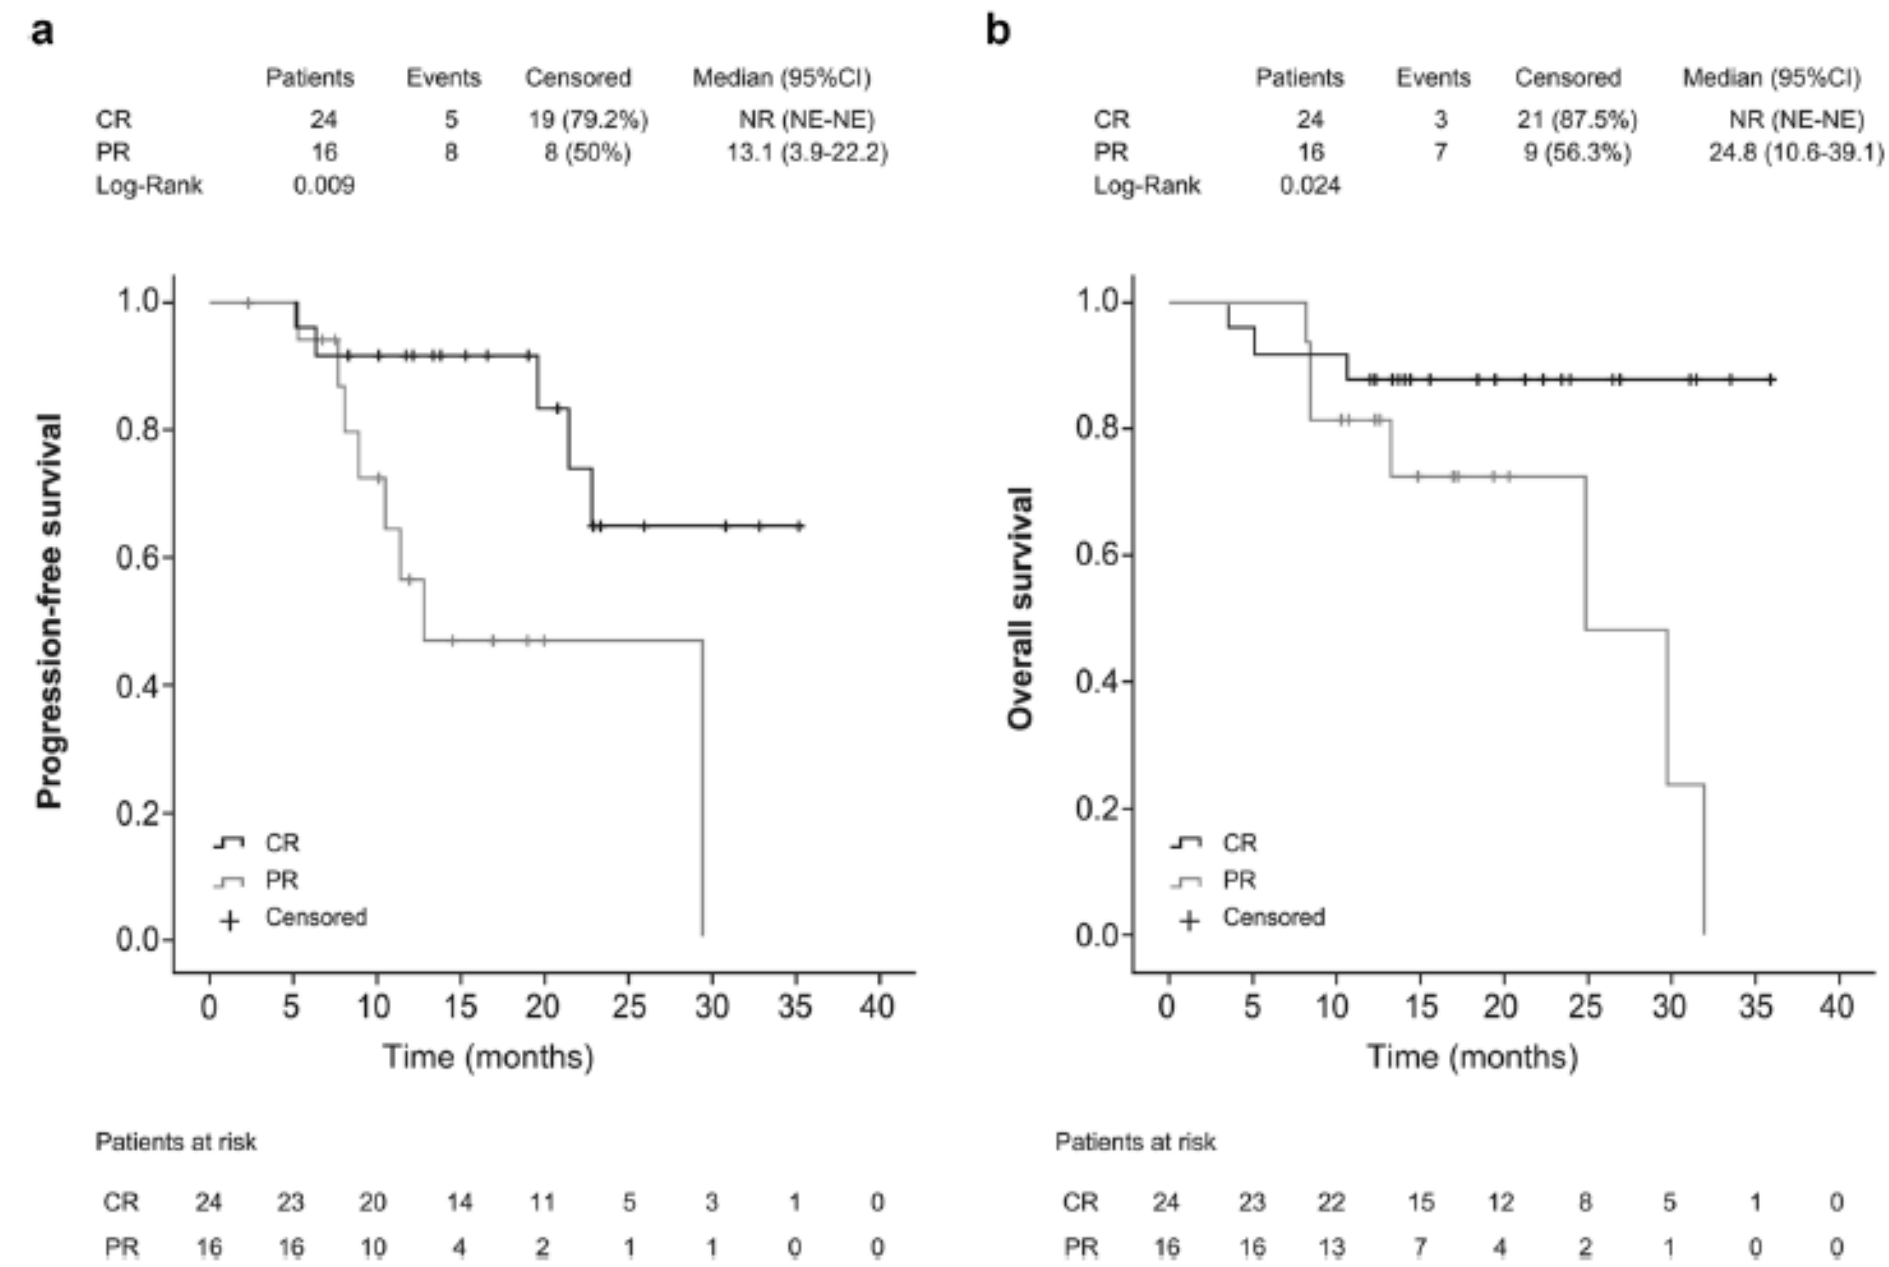 a
Patients Events Censored Median (95%CI)
CR 24 5 19 (79.2%) NR (NE-NE)
PR 16 8 8 (50%) 13.1 (3.9-22.2)
Log-Rank 0.009
Progression-free survival
1.0
0.8
0.6
0.4
0.2
0.0
CR
PR
Censored
0 5 10 15 20 25 30 35 40
Time (months)
Patients at risk
CR 24 23 20 14 11 5 3 1 0
PR 16 16 10 4 2 1 1 0 0
b
Patients Events Censored Median (95%CI)
CR 24 3 21 (87.5%) NR (NE-NE)
PR 16 7 9 (56.3%) 24.8 (10.6-39.1)
Log-Rank 0.024
Overall survival
1.0
0.8
0.6
0.4
0.2
0.0
CR
PR
Censored
0 5 10 15 20 25 30 35 40
Time (months)
Patients at risk
CR 24 23 22 15 12 8 5 1 0
PR 16 16 13 7 4 2 1 0 0